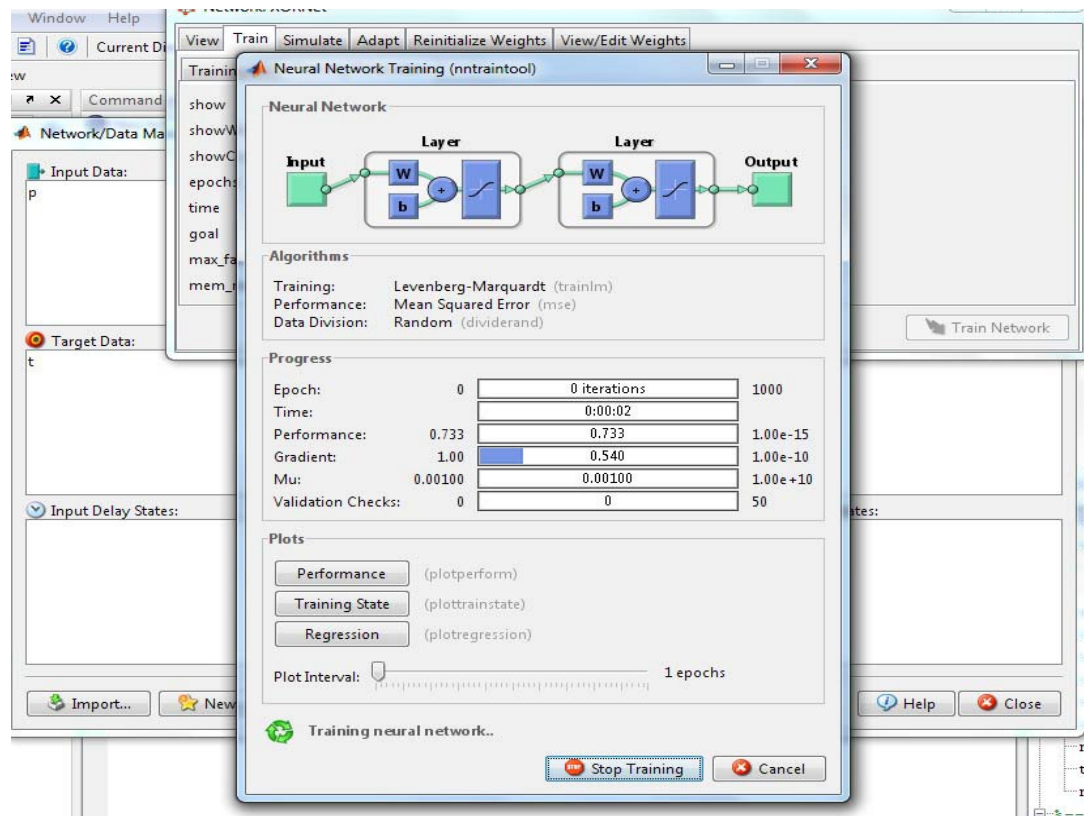 Window Help
Current Di
View Train Simulate Adapt Reinitialize Weights View/Edit Weights
Command
Network/Data Ma
Input Data:
p
Target Data:
t
Input Delay States:
Import...
New
show
epochs
time
goal
Train Network
Help
Close
Neural Network Training (nntraintool)
Neural Network
Layer Layer
Input Output
W W
+ +
b b
Algorithms
Training: Levenberg-Marquardt (trainlm)
Performance: Mean Squared Error (mse)
Data Division: Random (dividerand)
Progress
Epoch: 0 0 iterations 1000
Time: 0:00:02
Performance: 0.733 0.733 1.00e-15
Gradient: 1.00 0.540 1.00e-10
Mu: 0.00100 0.00100 1.00e+10
Validation Checks: 0 0 50
Plots
Performance (plotperform)
Training State (plottrainstate)
Regression (plotregression)
Plot Interval: 1 epochs
Training neural network..
STOP Stop Training Cancel